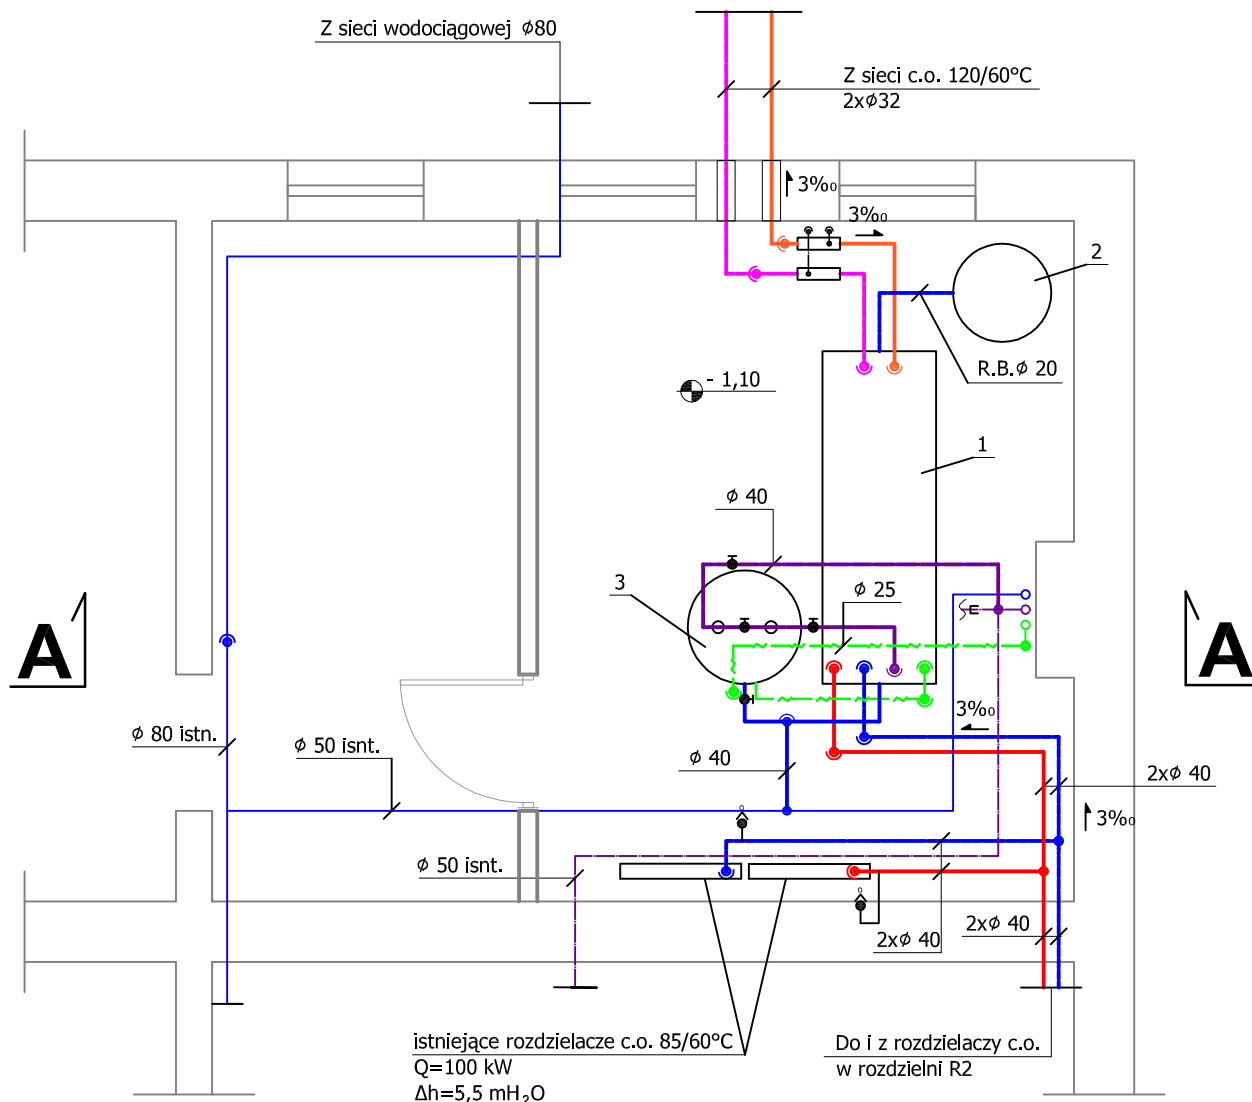 Z sieci wodociągowej ϕ80
Z sieci c.o. 120/60°C
2xϕ32
3‰
3‰
2
R.B.ϕ 20
- 1,10
1
ϕ 40
3
ϕ 25
A
A
3‰
ϕ 80 istn.
ϕ 50 isnt.
ϕ 40
2xϕ 40
3‰
ϕ 50 isnt.
2xϕ 40
2xϕ 40
istniejące rozdzielacze c.o. 85/60°C
Q=100 kW
Δh=5,5 mH₂O
Do i z rozdzielaczy c.o.
w rozdzielni R2